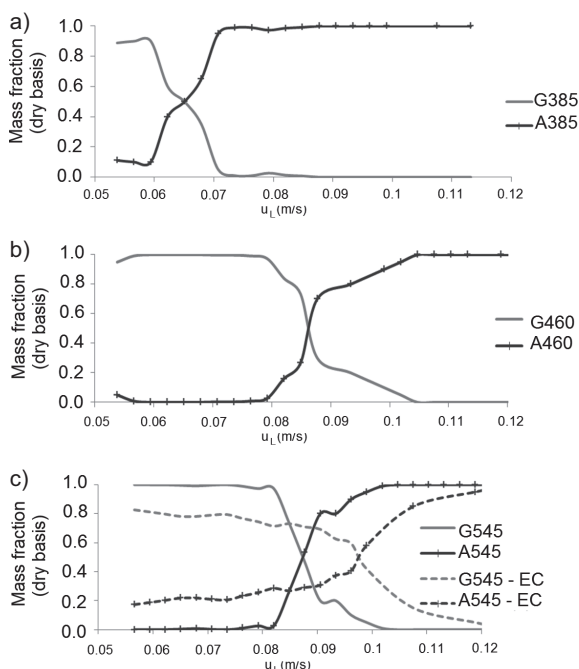 a)
Mass fraction
(dry basis)
1.0
0.8
0.6
0.4
0.2
0.0
0.05 0.06 0.07 0.08 0.09 0.1 0.11 0.12
uL(m/s)
G385
A385
b)
Mass fraction
(dry basis)
1.0
0.8
0.6
0.4
0.2
0.0
0.05 0.06 0.07 0.08 0.09 0.1 0.11 0.12
uL(m/s)
G460
A460
c)
Mass fraction
(dry basis)
1.0
0.8
0.6
0.4
0.2
0.0
0.05 0.06 0.07 0.08 0.09 0.1 0.11 0.12
uL(m/s)
G545
A545
G545 - EC
A545 - EC